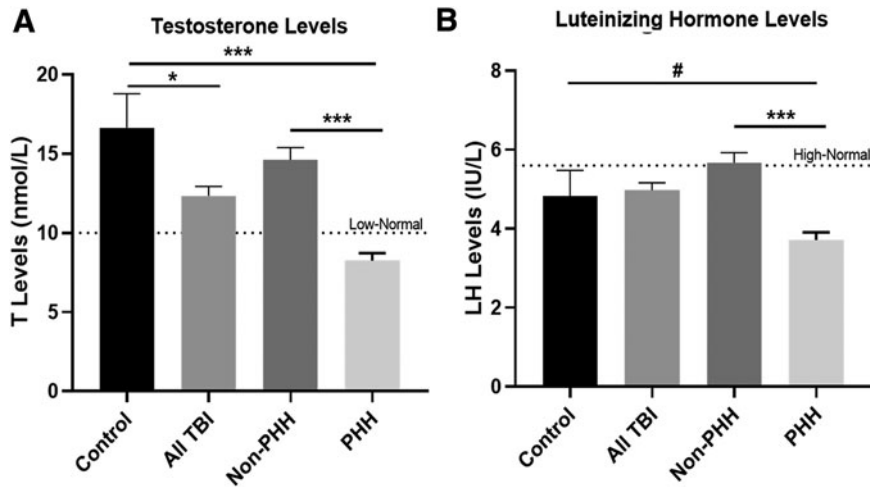 A
Testosterone Levels
***
*
***
Low-Normal
T Levels (nmol/L)
20
15
10
5
0
Control
All TBI
Non-PHH
PHH
B
Luteinizing Hormone Levels
#
***
High-Normal
LH Levels (IU/L)
8
6
4
2
0
Control
All TBI
Non-PHH
PHH